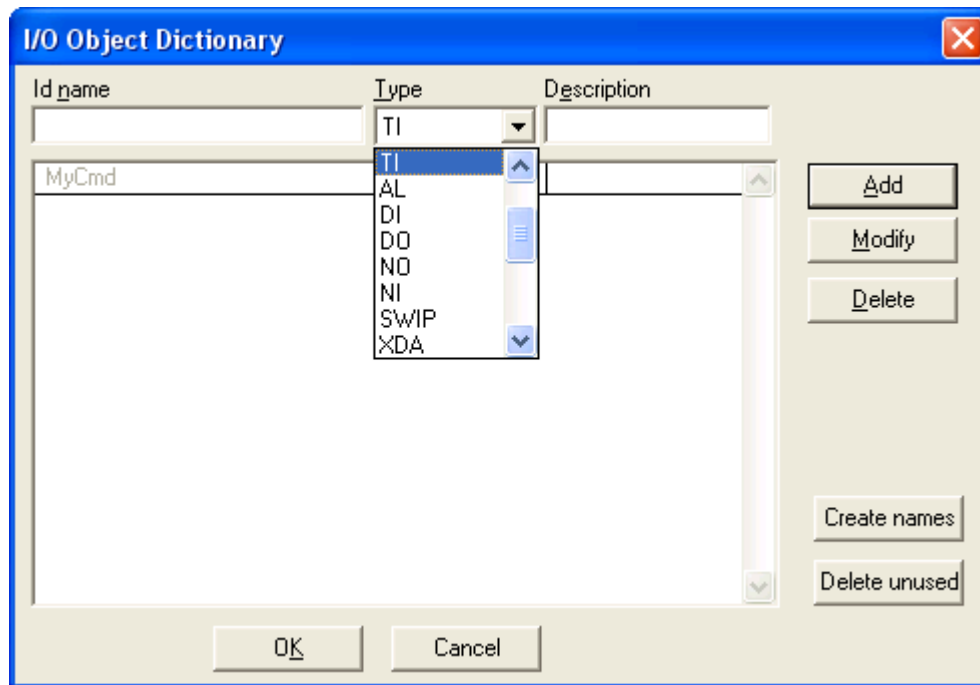 I/O Object Dictionary
Id name Type Description
TI
TI
MyCmd
AL
DI
DO
NO
NI
SWIP
XDA
Add
Modify
Delete
Create names
Delete unused
OK Cancel